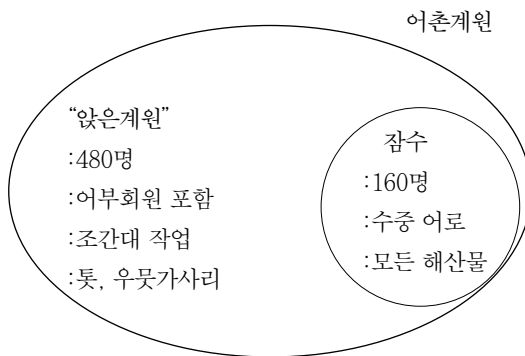 어촌계원
“앉은계원”
:480명
:어부회원 포함
:조간대 작업
:톳, 우뭇가사리
잠수
:160명
:수중 어로
:모든 해산물